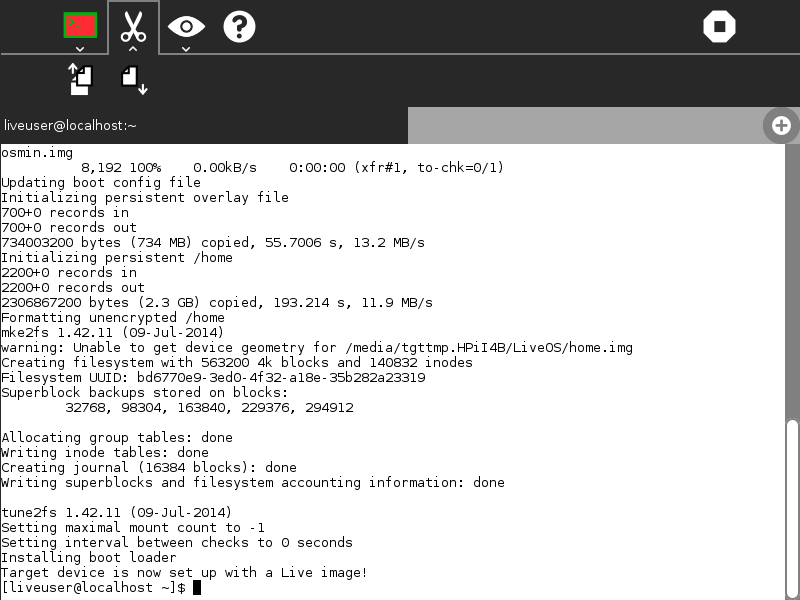 liveuser@localhost:~
osmin.img
8,192 100%    0.00kB/s    0:00:00 (xfr#1, to-chk=0/1)
Updating boot config file
Initializing persistent overlay file
700+0 records in
700+0 records out
734003200 bytes (734 MB) copied, 55.7006 s, 13.2 MB/s
Initializing persistent /home
2200+0 records in
2200+0 records out
2306867200 bytes (2.3 GB) copied, 193.214 s, 11.9 MB/s
Formatting unencrypted /home
mke2fs 1.42.11 (09-Jul-2014)
warning: Unable to get device geometry for /media/tgttmp.HPiI4B/LiveOS/home.img
Creating filesystem with 563200 4k blocks and 140832 inodes
Filesystem UUID: bd6770e9-3ed0-4f32-a18e-35b282a23319
Superblock backups stored on blocks:
32768, 98304, 163840, 229376, 294912
Allocating group tables: done
Writing inode tables: done
Creating journal (16384 blocks): done
Writing superblocks and filesystem accounting information: done
tune2fs 1.42.11 (09-Jul-2014)
Setting maximal mount count to -1
Setting interval between checks to 0 seconds
Installing boot loader
Target device is now set up with a Live image!
[liveuser@localhost ~]$